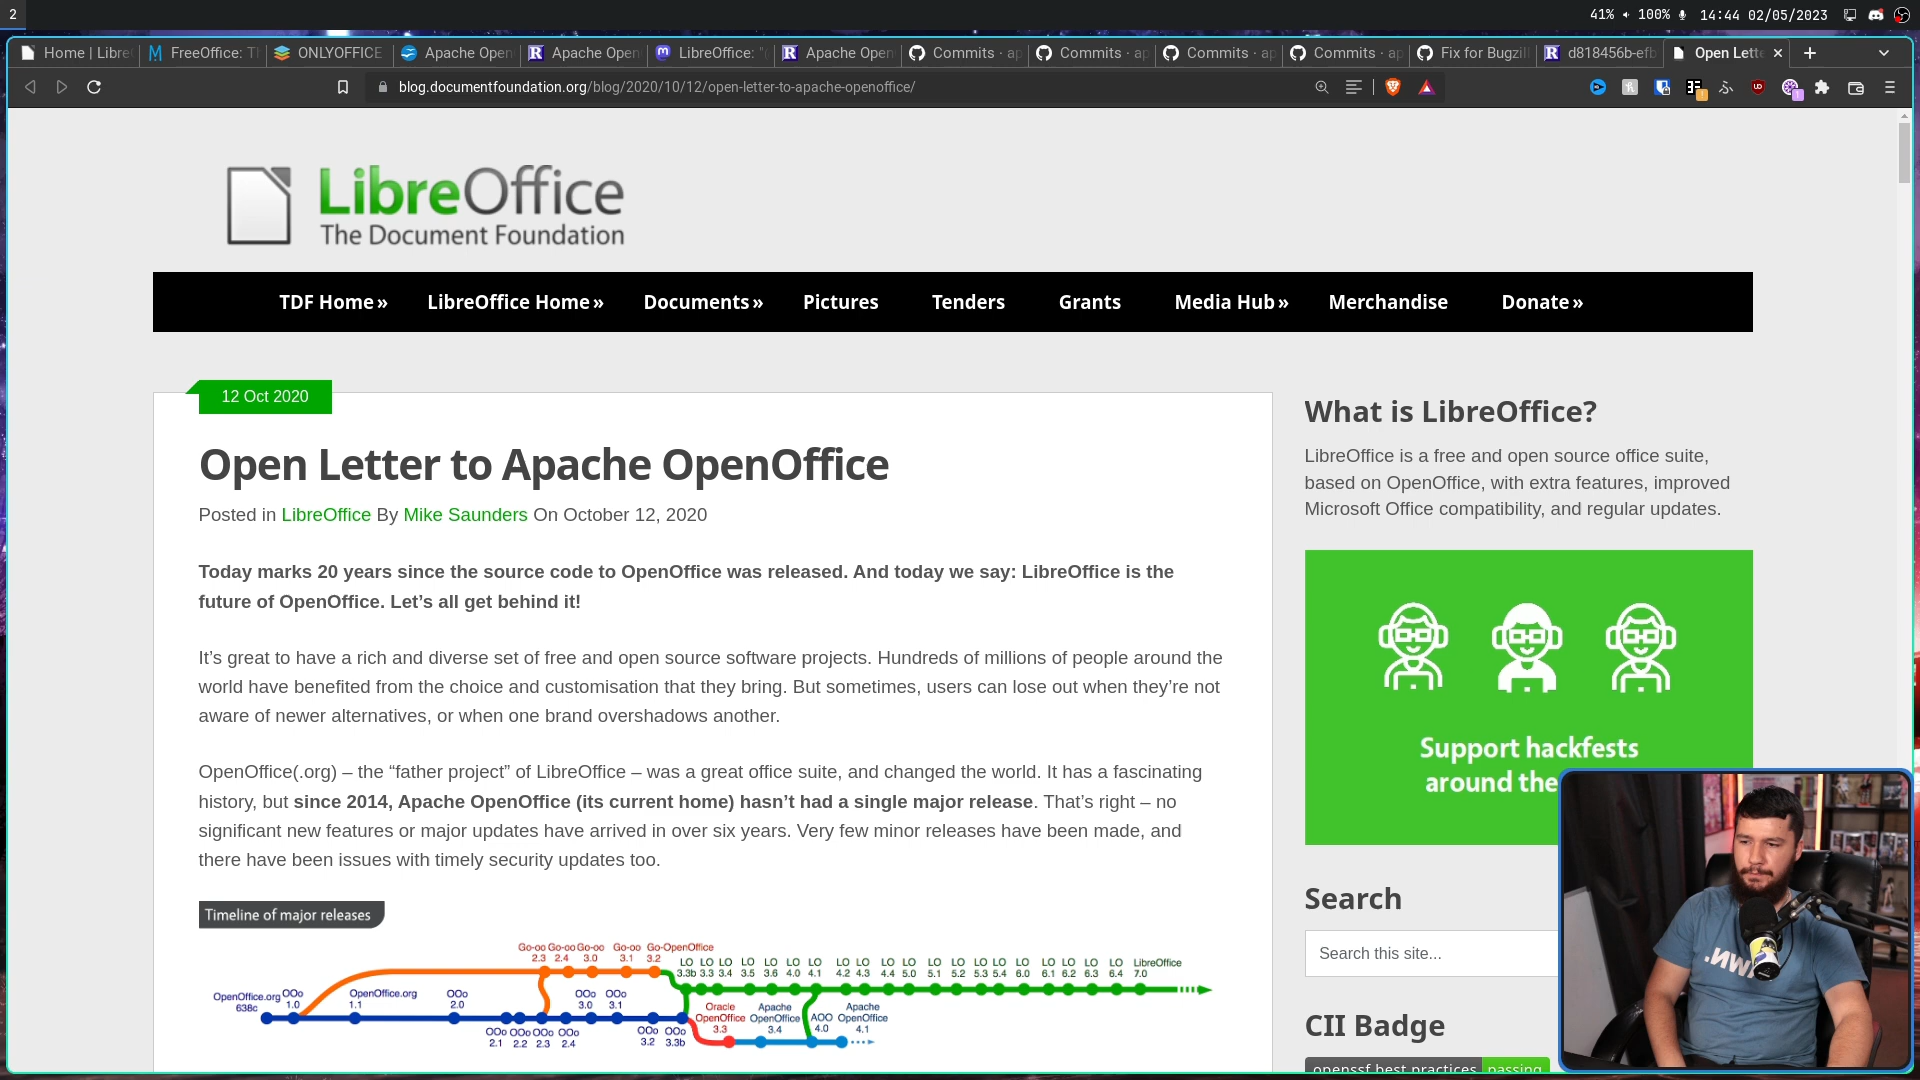 2
41% 100% 14:44 02/05/2023
Home | Libre
FreeOffice: Th
ONLYOFFICE
Apache Open
Apache Open
LibreOffice: "(
Apache Open
Commits · ap
Commits · ap
Commits · ap
Commits · ap
Fix for Bugzil
d818456b-efb
Open Lette
blog.documentfoundation.org/blog/2020/10/12/open-letter-to-apache-openoffice/
LibreOffice
The Document Foundation
TDF Home » LibreOffice Home » Documents » Pictures Tenders Grants Media Hub » Merchandise Donate »
12 Oct 2020
Open Letter to Apache OpenOffice
Posted in LibreOffice By Mike Saunders On October 12, 2020
Today marks 20 years since the source code to OpenOffice was released. And today we say: LibreOffice is the
future of OpenOffice. Let’s all get behind it!
It’s great to have a rich and diverse set of free and open source software projects. Hundreds of millions of people around the
world have benefited from the choice and customisation that they bring. But sometimes, users can lose out when they’re not
aware of newer alternatives, or when one brand overshadows another.
OpenOffice(.org) – the “father project” of LibreOffice – was a great office suite, and changed the world. It has a fascinating
history, but since 2014, Apache OpenOffice (its current home) hasn’t had a single major release. That’s right – no
significant new features or major updates have arrived in over six years. Very few minor releases have been made, and
there have been issues with timely security updates too.
Timeline of major releases
Go-oo Go-oo Go-oo Go-oo Go-OpenOffice
2.3 2.4 3.0 3.1 3.2
LO LO LO LO LO LO LO LO LO LO LO LO LO LO LO LO LO LO LO LibreOffice
3.3b 3.3 3.4 3.5 3.6 4.0 4.1 4.2 4.3 4.4 5.0 5.1 5.2 5.3 5.4 6.0 6.1 6.2 6.3 6.4 7.0
OpenOffice.org OOo OpenOffice.org OOo OOo OOo
638c 1.0 1.1 2.0 3.0 3.1
Oracle Apache AOO Apache
OpenOffice OpenOffice 4.0 OpenOffice
3.3 3.4 4.1
OOo OOo OOo OOo OOo OOo
2.1 2.2 2.3 2.4 3.2 3.3b
What is LibreOffice?
LibreOffice is a free and open source office suite,
based on OpenOffice, with extra features, improved
Microsoft Office compatibility, and regular updates.
Support hackfests
around the
Search
Search this site...
CII Badge
openssf best practices passing